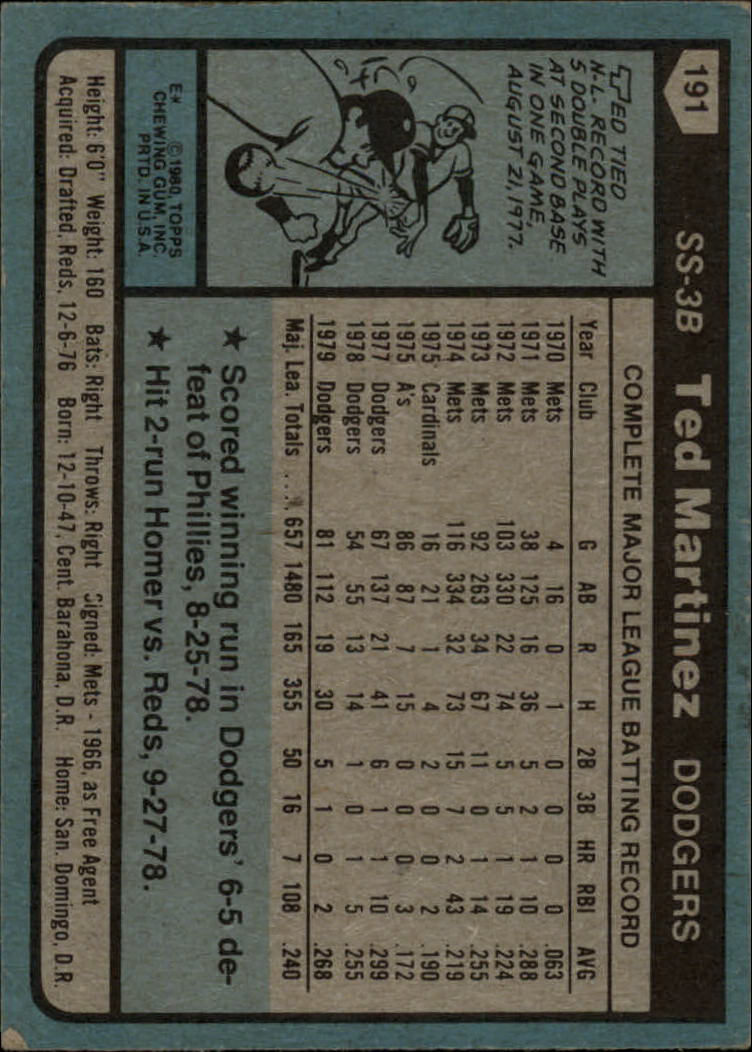 191
SS-3B Ted Martinez DODGERS
TED TIED
N.L. RECORD WITH
5 DOUBLE PLAYS
AT SECOND BASE
IN ONE GAME,
AUGUST 21, 1977.
E* ©1980 TOPPS
CHEWING GUM, INC.
PRTD. IN U.S.A.
COMPLETE MAJOR LEAGUE BATTING RECORD
Year Club G AB R H 2B 3B HR RBI AVG
1970 Mets 4 16 0 1 0 0 0 0 .063
1971 Mets 38 125 16 36 5 2 1 10 .288
1972 Mets 103 330 22 74 5 5 1 19 .224
1973 Mets 92 263 34 67 11 0 1 14 .255
1974 Mets 116 334 32 73 15 7 2 43 .219
1975 Cardinals 16 21 1 4 2 0 0 2 .190
1975 A's 86 87 7 15 0 0 0 3 .172
1977 Dodgers 67 137 21 41 6 1 1 10 .299
1978 Dodgers 54 55 13 14 1 0 1 5 .255
1979 Dodgers 81 112 19 30 5 1 0 2 .268
Maj. Lea. Totals .... 657 1480 165 355 50 16 7 108 .240
★ Scored winning run in Dodgers' 6-5 de-
feat of Phillies, 8-25-78.
★ Hit 2-run Homer vs. Reds, 9-27-78.
Height: 6'0" Weight: 160 Bats: Right Throws: Right Signed: Mets - 1966, as Free Agent
Acquired: Drafted, Reds, 12-6-76 Born: 12-10-47, Cent. Barahona, D.R. Home: San. Domingo, D.R.